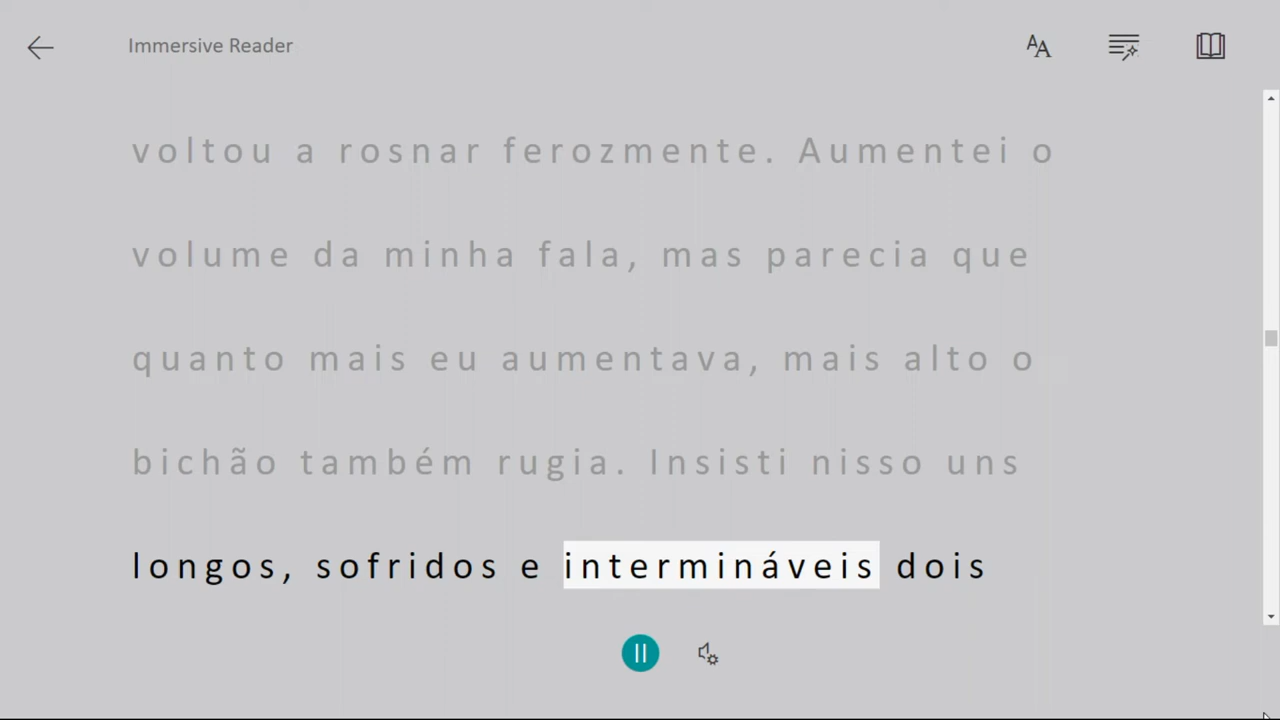 Immersive Reader
voltou a rosnar ferozmente. Aumentei o
volume da minha fala, mas parecia que
quanto mais eu aumentava, mais alto o
bichão também rugia. Insisti nisso uns
longos, sofridos e intermináveis dois